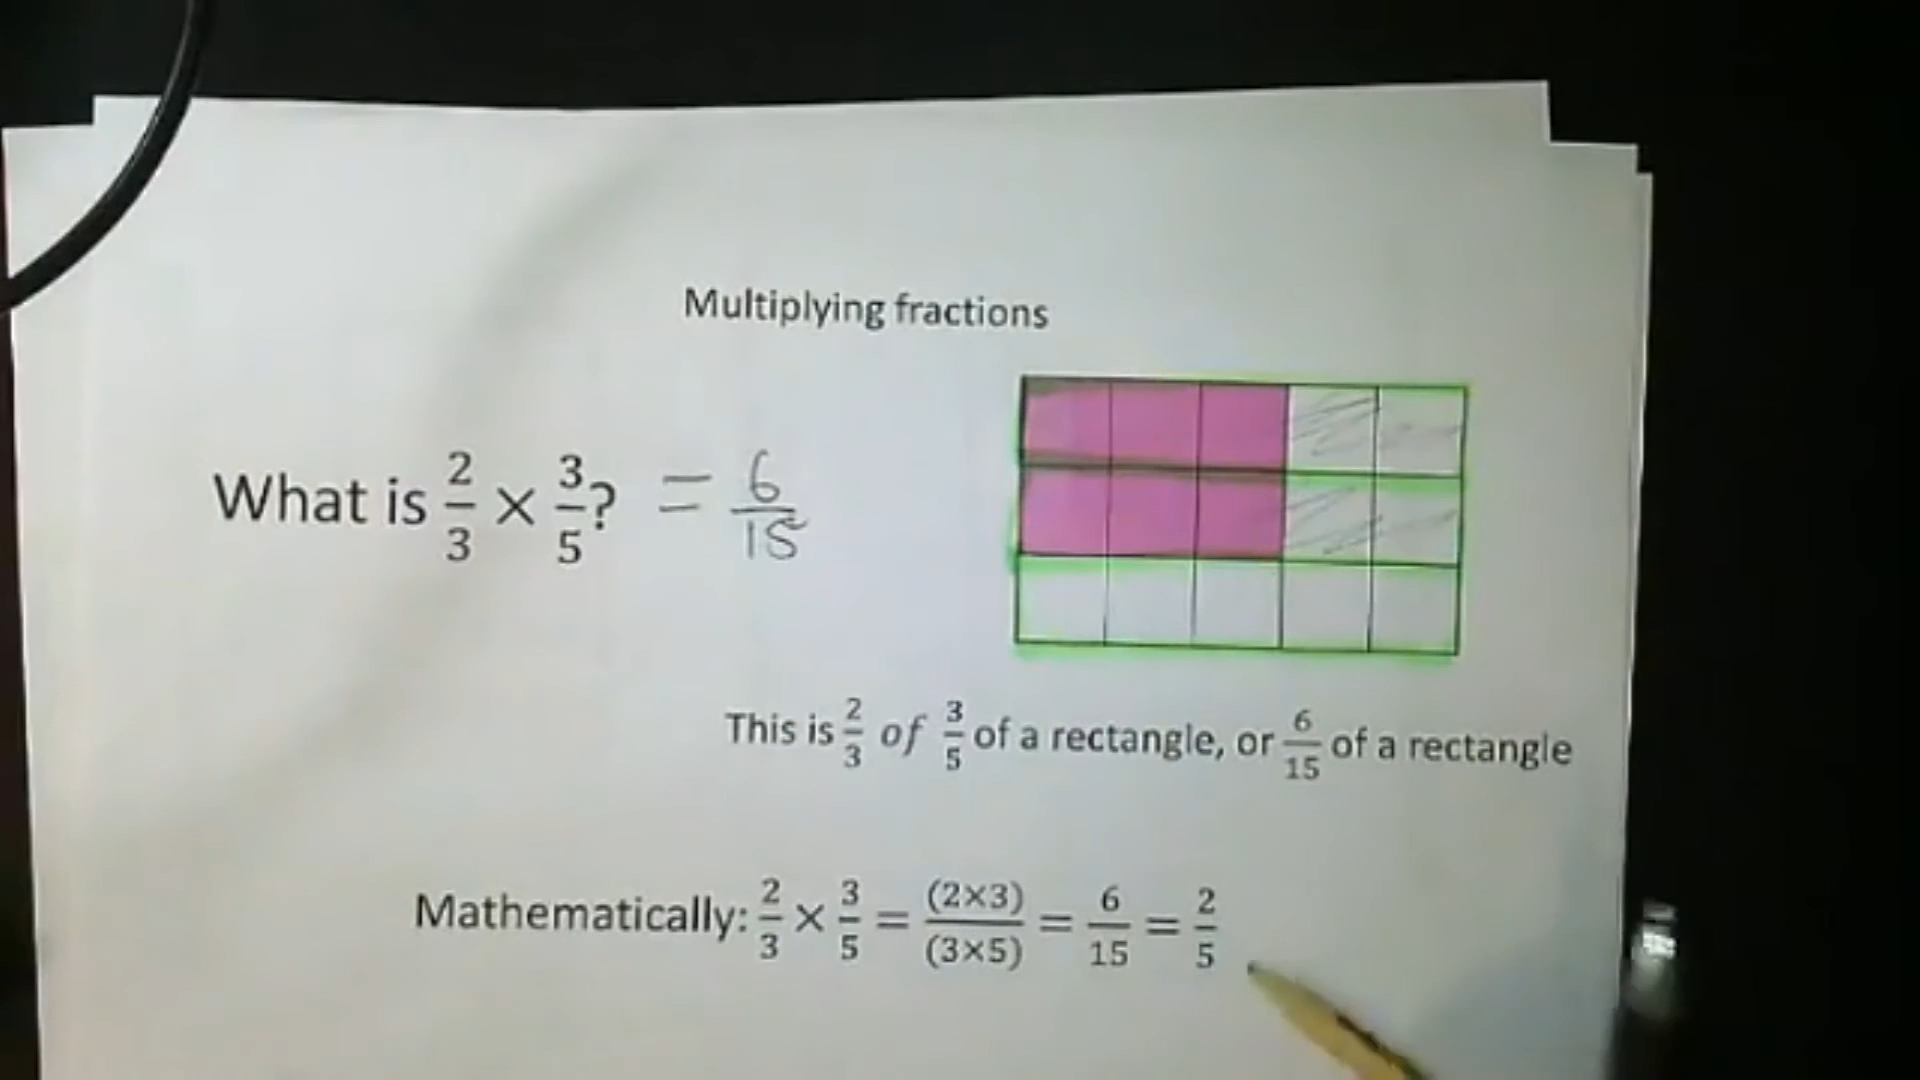 Multiplying fractions
What is 2/3 × 3/5? = 6/15
This is 2/3 of 3/5 of a rectangle, or 6/15 of a rectangle
Mathematically: 2/3 × 3/5 = (2×3)/(3×5) = 6/15 = 2/5